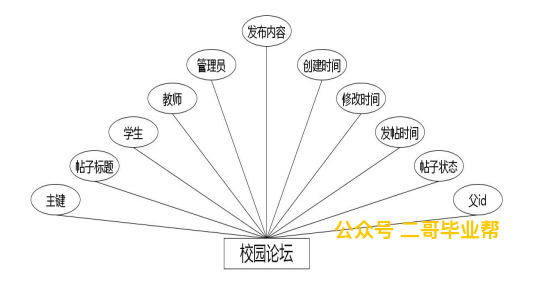 发布内容
管理员
创建时间
教师
修改时间
学生
发帖时间
帖子标题
帖子状态
主键
父id
公众号 二哥毕业帮
校园论坛